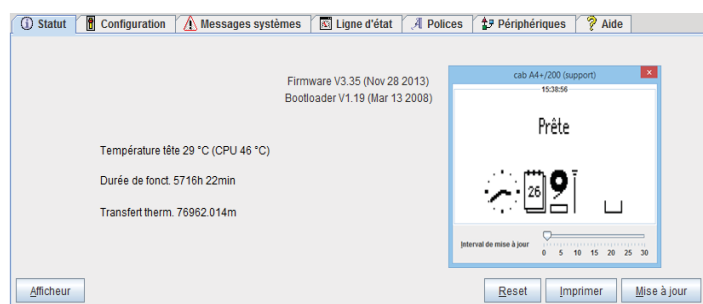 Statut Configuration Messages systèmes Ligne d'état Polices Périphériques Aide
Firmware V3.35 (Nov 28 2013)
Bootloader V1.19 (Mar 13 2008)
Température tête 29 °C (CPU 46 °C)
Durée de fonct. 5716h 22min
Transfert therm. 76962.014m
cab A4+/200 (support)
15:38:56
Prête
26
Interval de mise à jour
0 5 10 15 20 25 30
Afficheur Reset Imprimer Mise à jour